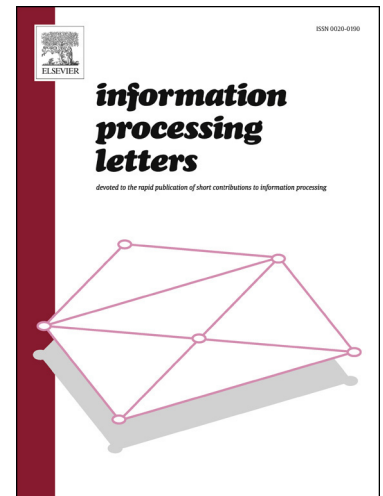 ISSN 0020-0190
ELSEVIER
information
processing
letters
devoted to the rapid publication of short contributions to information processing